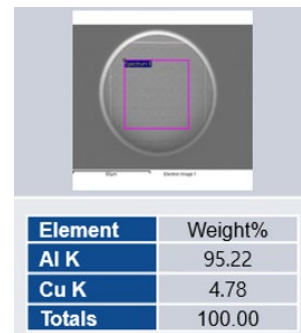 Spectrum 1
Electron Image 1
Element Weight%
Al K 95.22
Cu K 4.78
Totals 100.00